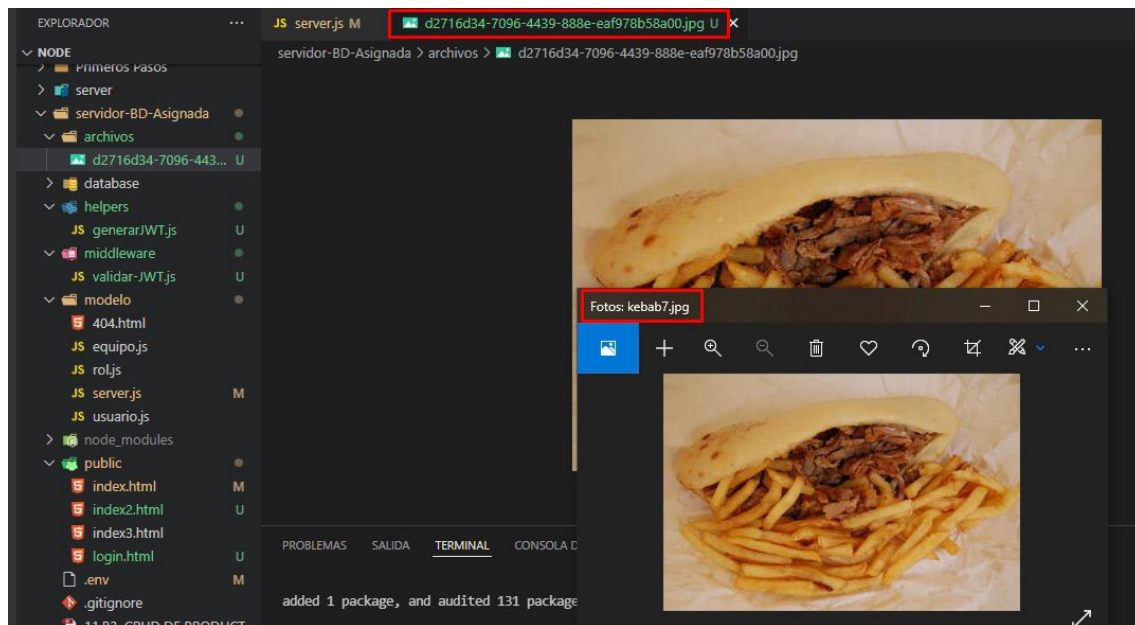 EXPLORADOR ...
NODE
Primeros Pasos
server
servidor-BD-Asignada
archivos
d2716d34-7096-443... U
database
helpers
JS generarJWT.js U
middleware
JS validar-JWT.js U
modelo
404.html
JS equipo.js
JS rol.js
JS server.js M
JS usuario.js
node_modules
public
index.html M
index2.html U
index3.html
login.html U
.env M
.gitignore
JS server.js M d2716d34-7096-4439-888e-eaf978b58a00.jpg U
servidor-BD-Asignada > archivos > d2716d34-7096-4439-888e-eaf978b58a00.jpg
Fotos: kebab7.jpg
PROBLEMAS SALIDA TERMINAL CONSOLA D
added 1 package, and audited 131 package